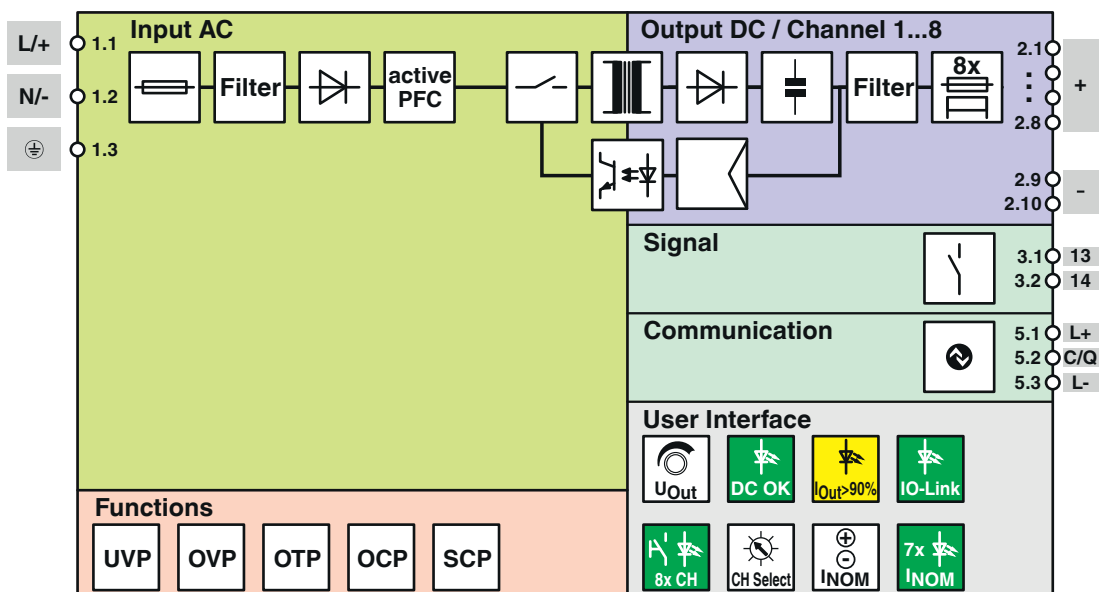 Input AC
Output DC / Channel 1...8
L/+
1.1
N/-
1.2
1.3
Filter
active
PFC
Filter
8x
2.1
2.8
+
2.9
2.10
-
Signal
3.1
13
3.2
14
Communication
5.1
L+
5.2
C/Q
5.3
L-
User Interface
UOut
DC OK
IOut>90%
IO-Link
8x CH
CH Select
INOM
7x
INOM
Functions
UVP
OVP
OTP
OCP
SCP